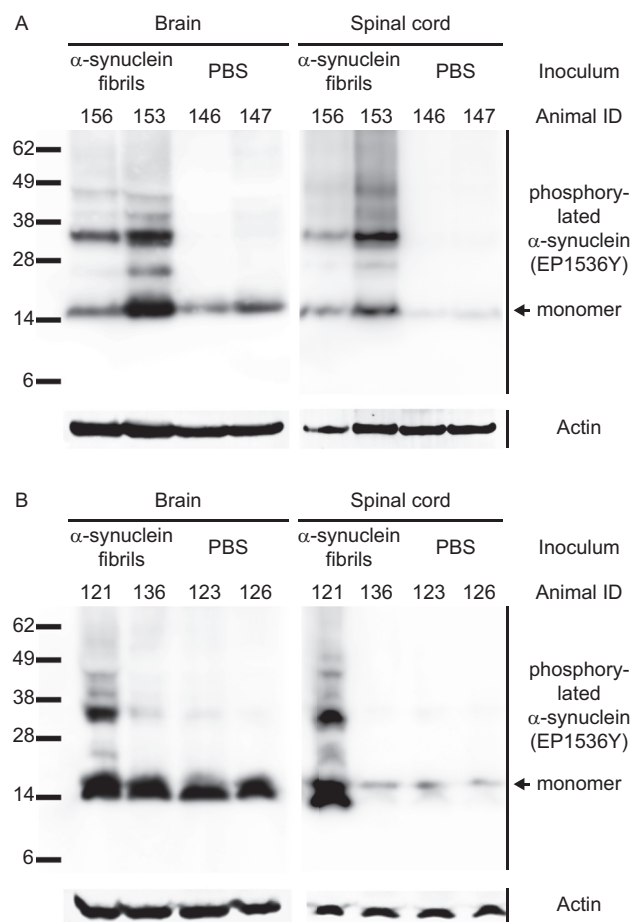 A
Brain Spinal cord
α-synuclein fibrils PBS α-synuclein fibrils PBS Inoculum
156 153 146 147 156 153 146 147 Animal ID
62
49
38
28
14
6
phosphory-
lated
α-synuclein
(EP1536Y)
monomer
Actin
B
Brain Spinal cord
α-synuclein fibrils PBS α-synuclein fibrils PBS Inoculum
121 136 123 126 121 136 123 126 Animal ID
62
49
38
28
14
6
phosphory-
lated
α-synuclein
(EP1536Y)
monomer
Actin